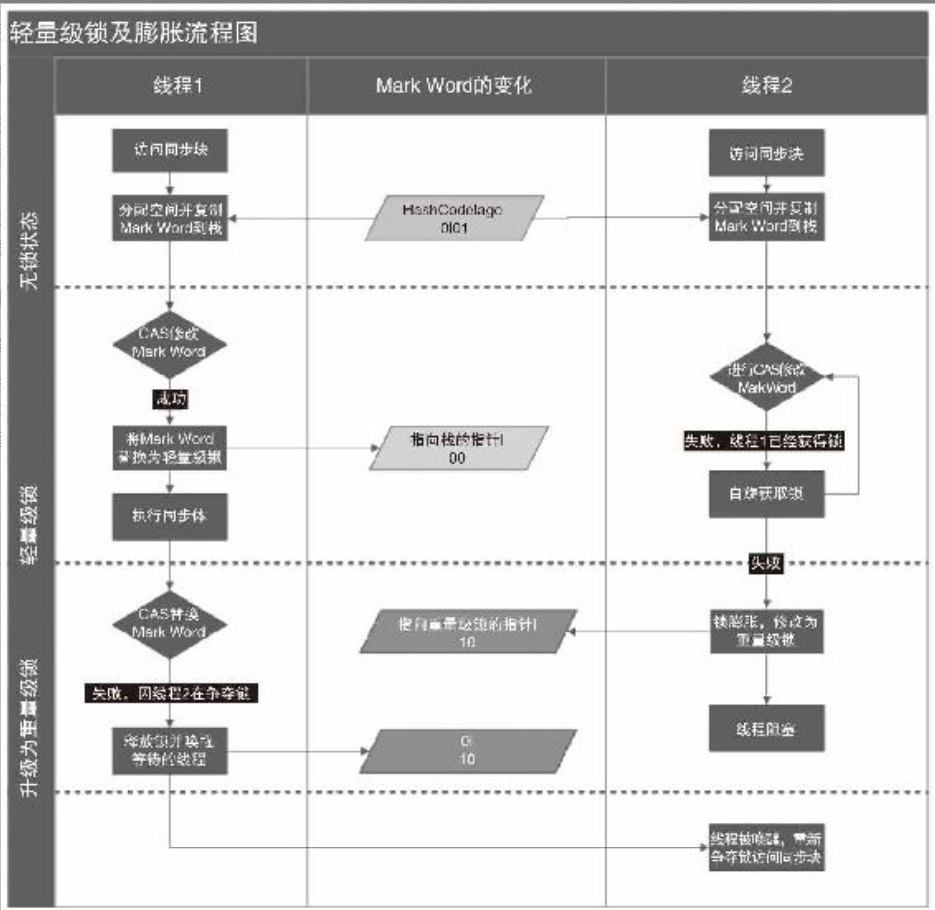 轻量级锁及膨胀流程图
线程1
Mark Word的变化
线程2
无锁状态
访问同步块
访问同步块
分配空间并复制
Mark Word到栈
HashCode|age
0|01
分配空间并复制
Mark Word到栈
轻量级锁
CAS修改
Mark Word
成功
将Mark Word
替换为轻量级锁
执行同步体
指向栈的指针|
00
进行CAS修改
MarkWord
失败，线程1已经获得锁
自旋获取锁
失败
升级为重量级锁
CAS替换
Mark Word
失败，因线程2在争夺锁
释放锁并唤醒
等待的线程
指向重量级锁的指针|
10
0|
10
锁膨胀，修改为
重量级锁
线程阻塞
线程被唤醒，重新
争夺锁访问同步块